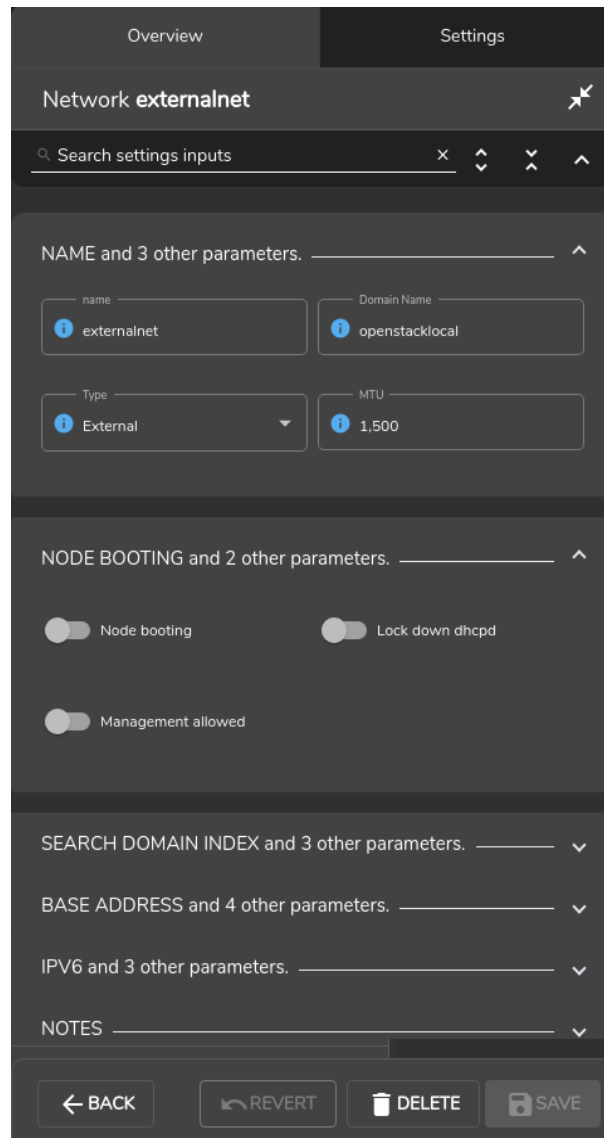 Overview Settings
Network externalnet
Search settings inputs
NAME and 3 other parameters.
name Domain Name
externalnet openstacklocal
Type MTU
External 1,500
NODE BOOTING and 2 other parameters.
Node booting Lock down dhcpd
Management allowed
SEARCH DOMAIN INDEX and 3 other parameters.
BASE ADDRESS and 4 other parameters.
IPV6 and 3 other parameters.
NOTES
BACK REVERT DELETE SAVE